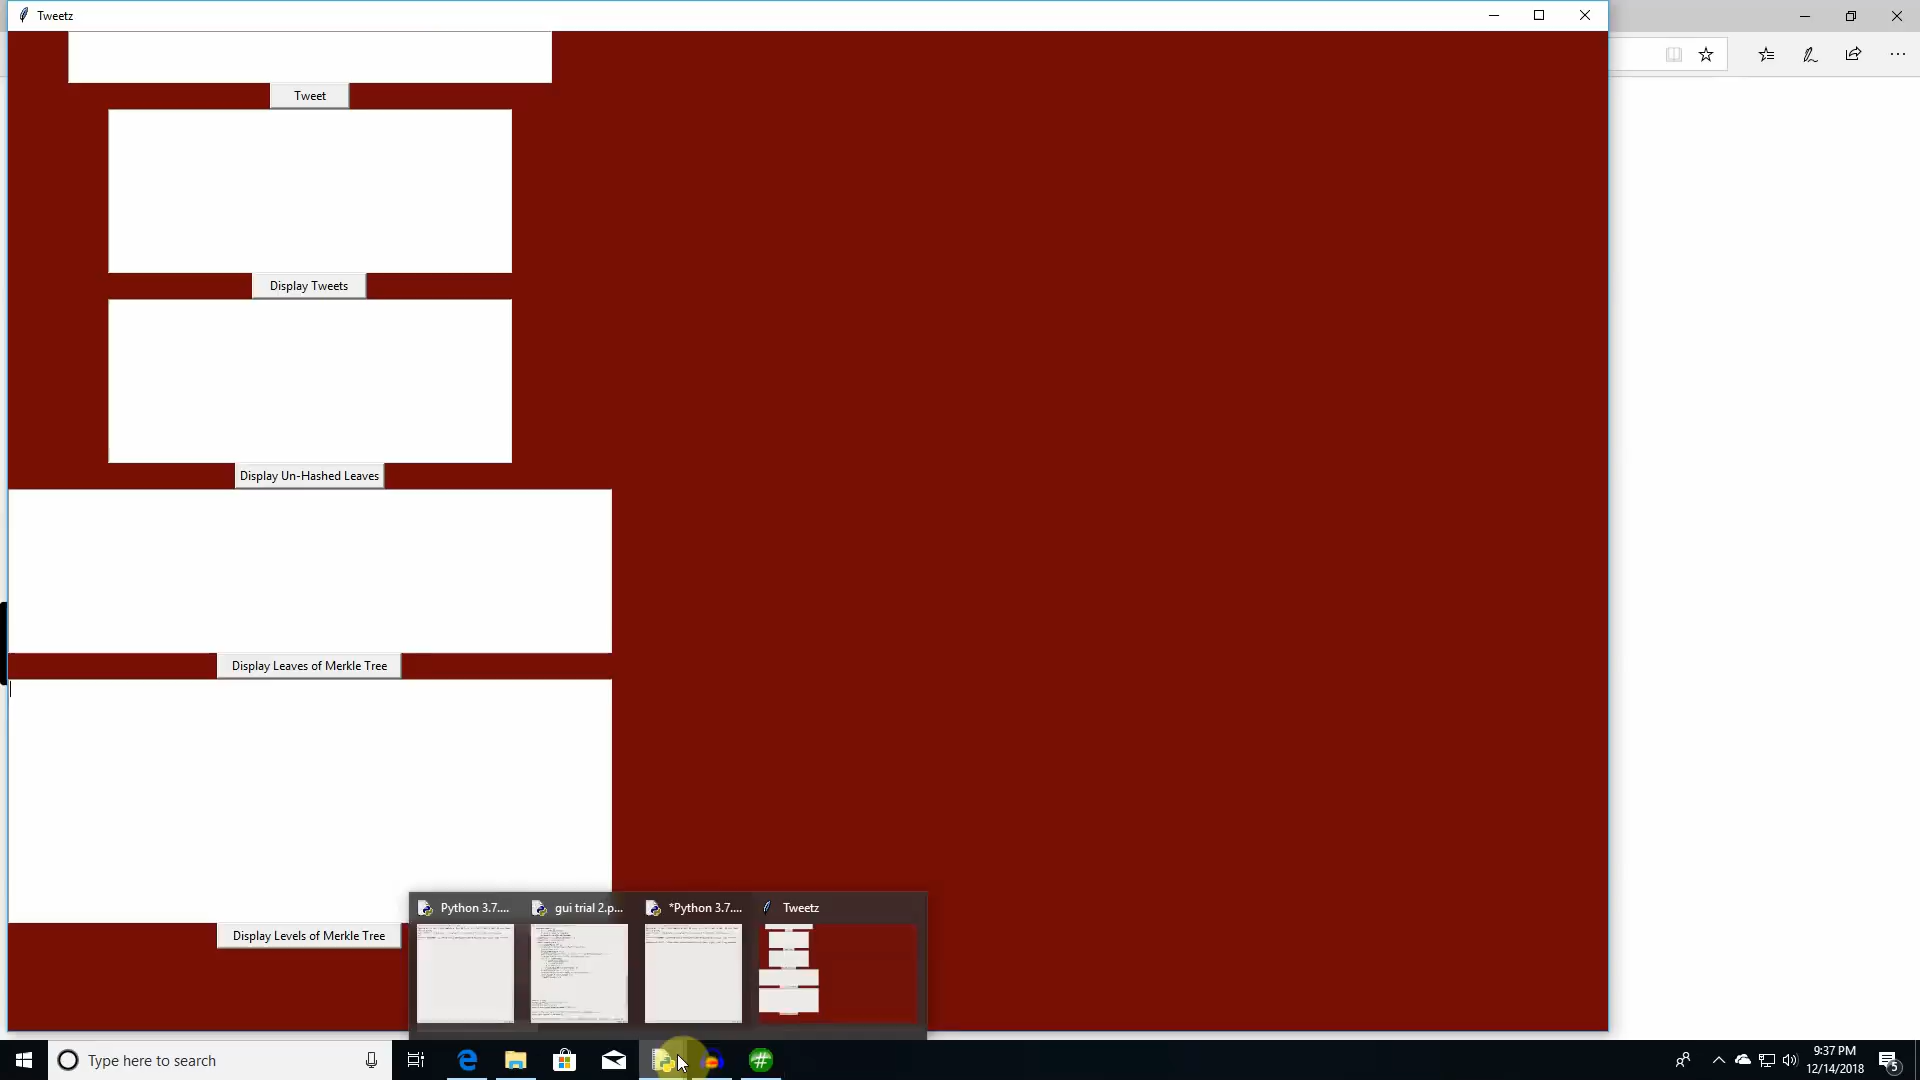 Tweetz
Tweet
Display Tweets
Display Un-Hashed Leaves
Display Leaves of Merkle Tree
Display Levels of Merkle Tree
Python 3.7....
gui trial 2.p...
*Python 3.7....
Tweetz
Type here to search
9:37 PM
12/14/2018
5